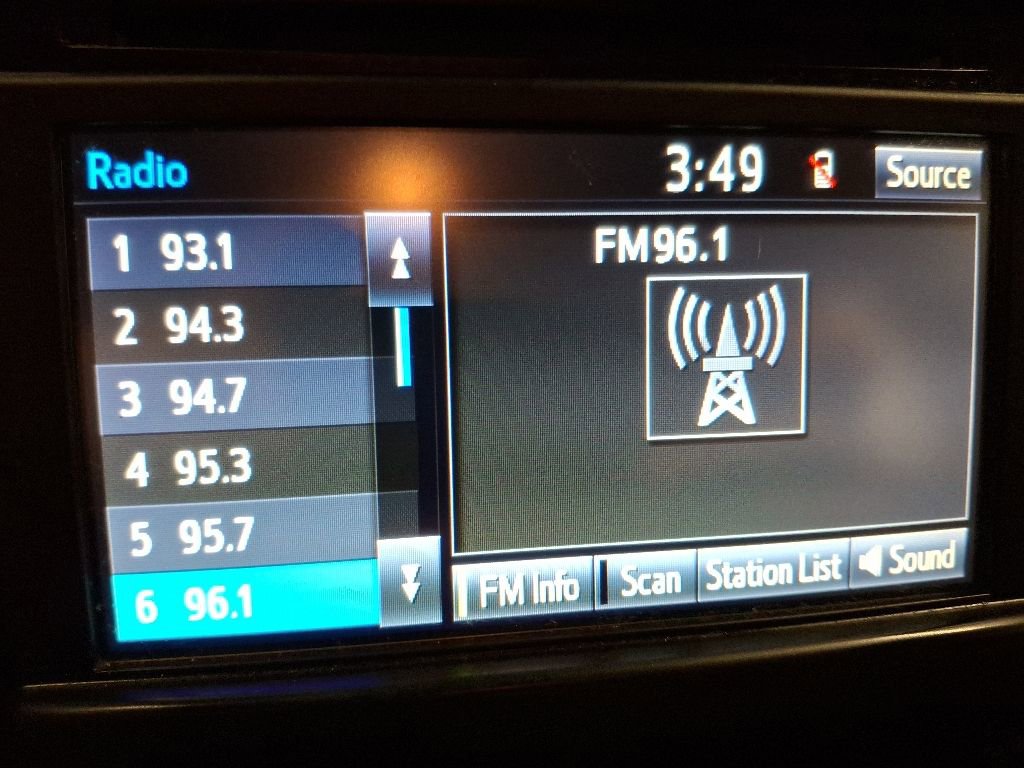 Radio
3:49
Source
1 93.1
2 94.3
3 94.7
4 95.3
5 95.7
6 96.1
FM96.1
FM Info
Scan
Station List
Sound